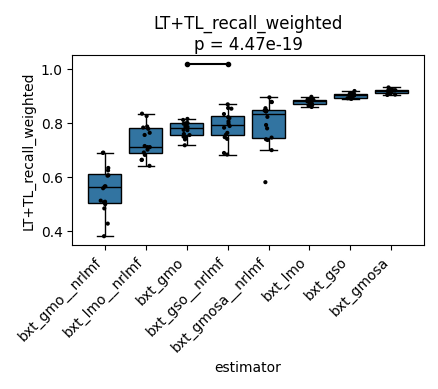 LT+TL_recall_weighted
p = 4.47e-19
LT+TL_recall_weighted
1.0
0.8
0.6
0.4
bxt_gmo__nrlmf
bxt_lmo__nrlmf
bxt_gmo
bxt_gso__nrlmf
bxt_gmosa__nrlmf
bxt_lmo
bxt_gso
bxt_gmosa
estimator